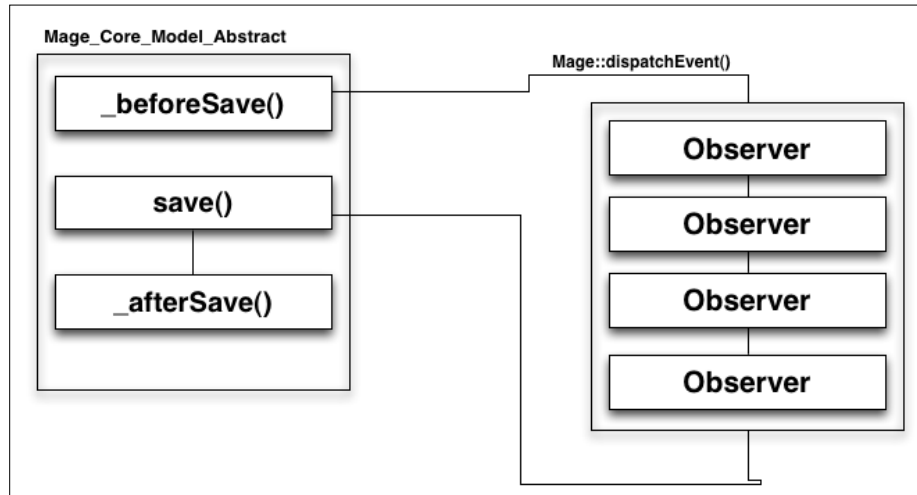 Mage_Core_Model_Abstract
_beforeSave()
save()
_afterSave()
Mage::dispatchEvent()
Observer
Observer
Observer
Observer